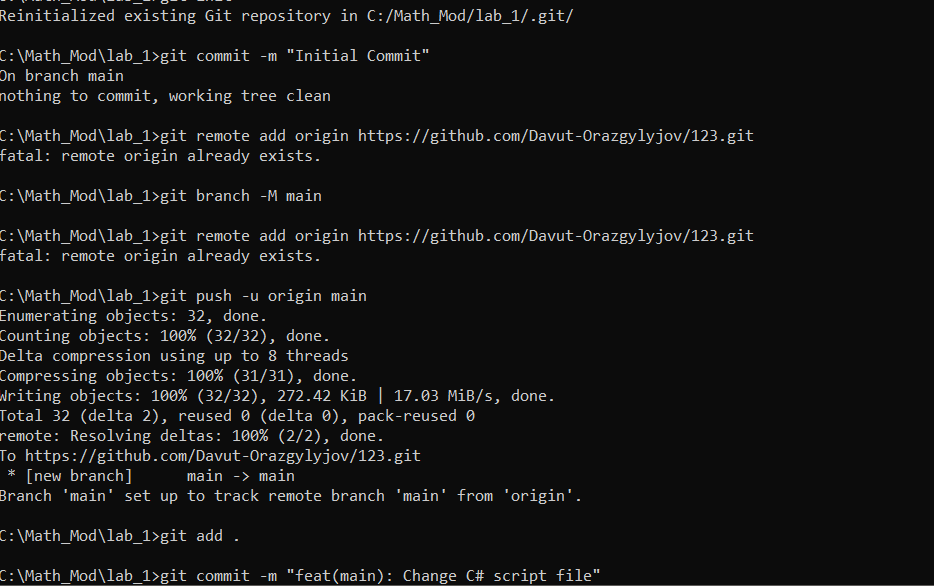 Reinitialized existing Git repository in C:/Math_Mod/lab_1/.git/
C:\Math_Mod\lab_1>git commit -m "Initial Commit"
On branch main
nothing to commit, working tree clean
C:\Math_Mod\lab_1>git remote add origin https://github.com/Davut-Orazgylyjov/123.git
fatal: remote origin already exists.
C:\Math_Mod\lab_1>git branch -M main
C:\Math_Mod\lab_1>git remote add origin https://github.com/Davut-Orazgylyjov/123.git
fatal: remote origin already exists.
C:\Math_Mod\lab_1>git push -u origin main
Enumerating objects: 32, done.
Counting objects: 100% (32/32), done.
Delta compression using up to 8 threads
Compressing objects: 100% (31/31), done.
Writing objects: 100% (32/32), 272.42 KiB | 17.03 MiB/s, done.
Total 32 (delta 2), reused 0 (delta 0), pack-reused 0
remote: Resolving deltas: 100% (2/2), done.
To https://github.com/Davut-Orazgylyjov/123.git
 * [new branch]      main -> main
Branch 'main' set up to track remote branch 'main' from 'origin'.
C:\Math_Mod\lab_1>git add .
C:\Math_Mod\lab_1>git commit -m "feat(main): Change C# script file"